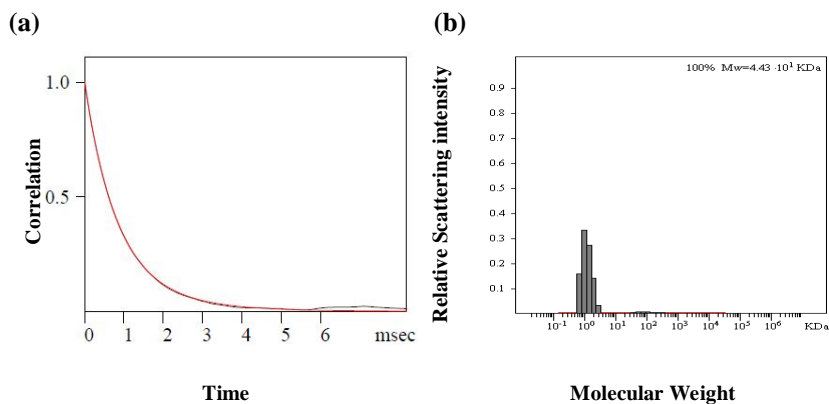 (a)
Correlation
1.0
0.5
0 1 2 3 4 5 6 msec
Time
(b)
Relative Scattering intensity
100% Mw=4.43 ·10¹ KDa
0.9
0.8
0.7
0.6
0.5
0.4
0.3
0.2
0.1
10⁻¹ 10⁰ 10¹ 10² 10³ 10⁴ 10⁵ 10⁶ KDa
Molecular Weight